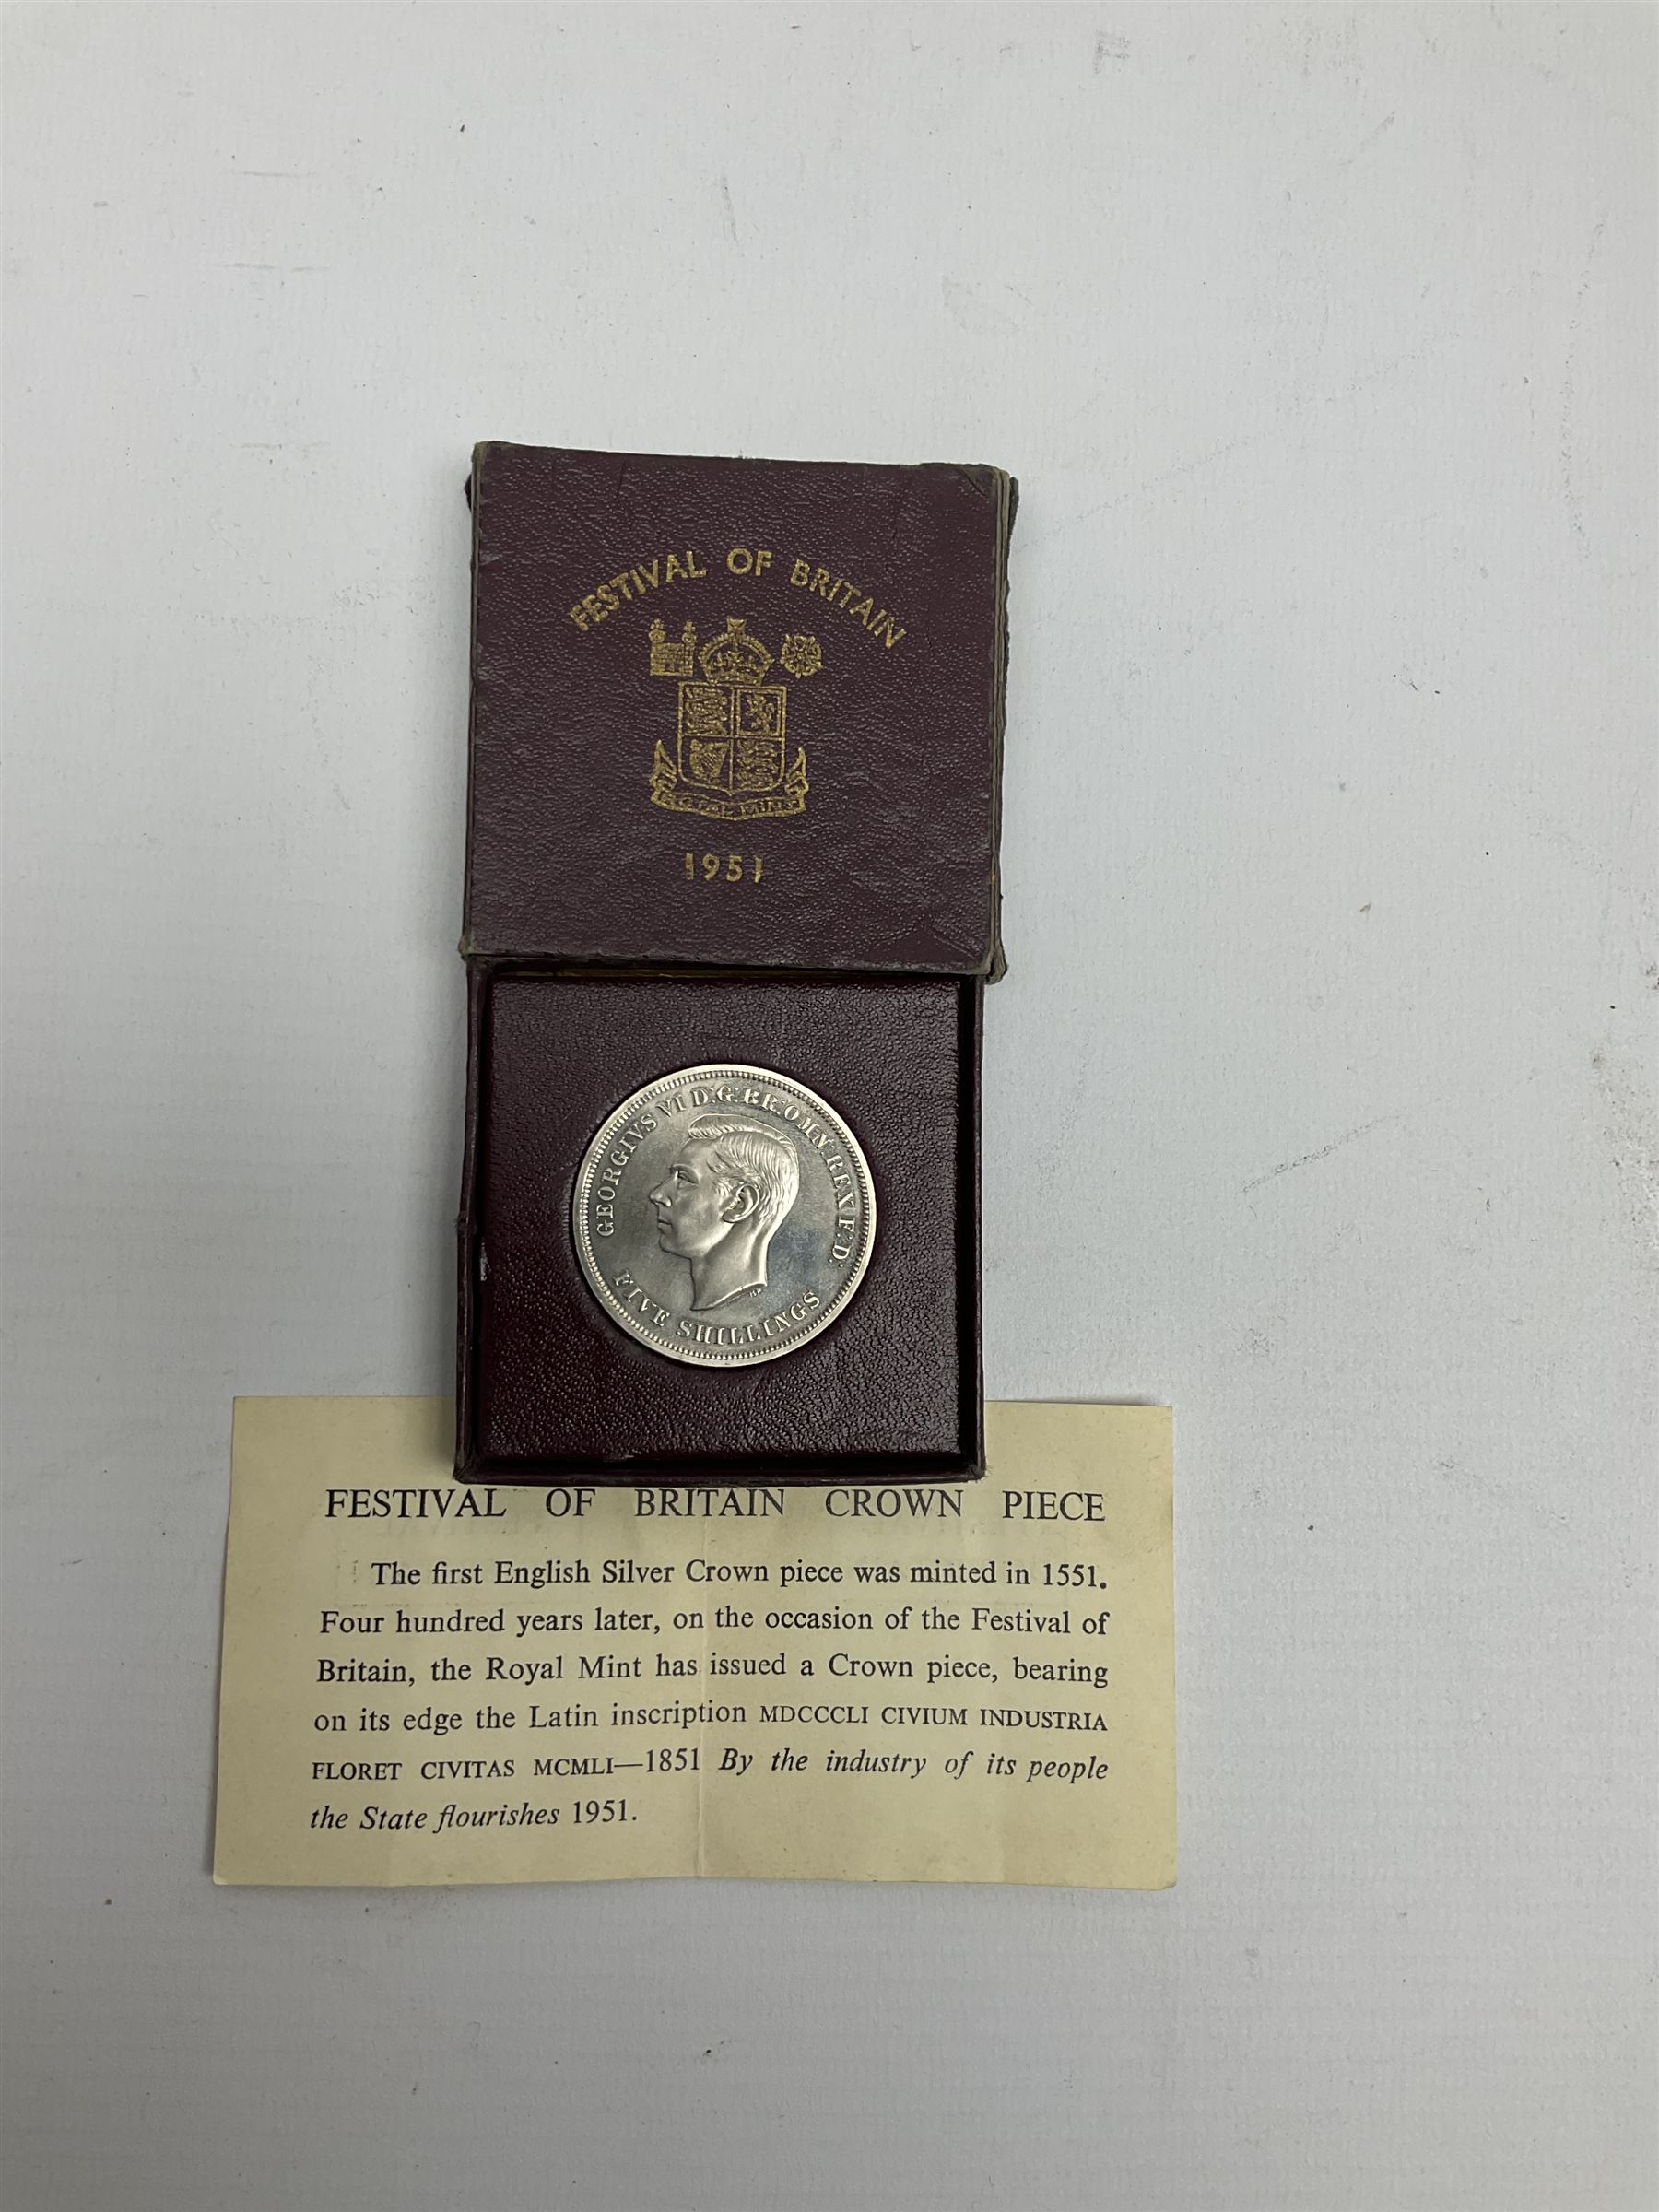 FESTIVAL OF BRITAIN
ROYAL MINT
1951
GEORGIVS VI D:G:BR:OMN:REX F:D:
HP
FIVE SHILLINGS
FESTIVAL OF BRITAIN CROWN PIECE
The first English Silver Crown piece was minted in 1551.
Four hundred years later, on the occasion of the Festival of
Britain, the Royal Mint has issued a Crown piece, bearing
on its edge the Latin inscription MDCCCLI CIVIUM INDUSTRIA
FLORET CIVITAS MCMLI—1851 By the industry of its people
the State flourishes 1951.